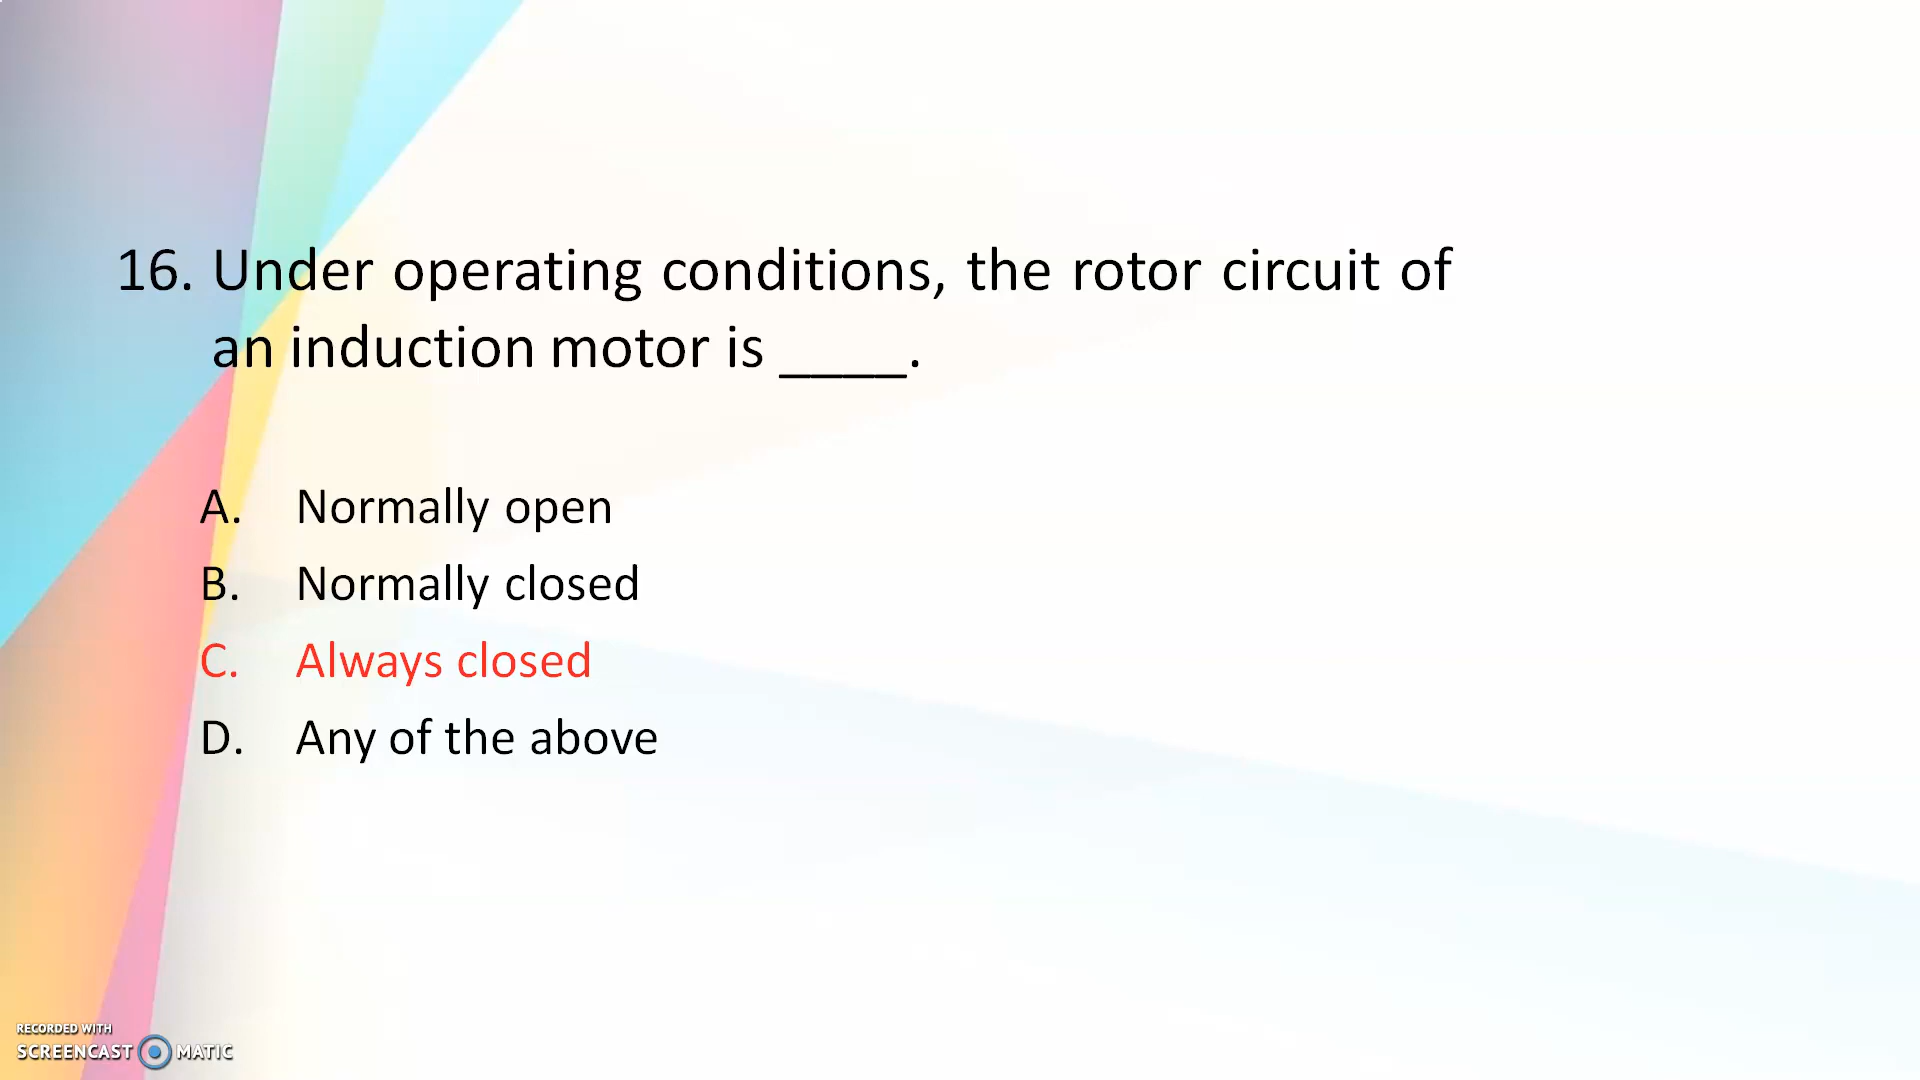 16. Under operating conditions, the rotor circuit of
an induction motor is ____.
A. Normally open
B. Normally closed
C. Always closed
D. Any of the above
RECORDED WITH
SCREENCAST MATIC